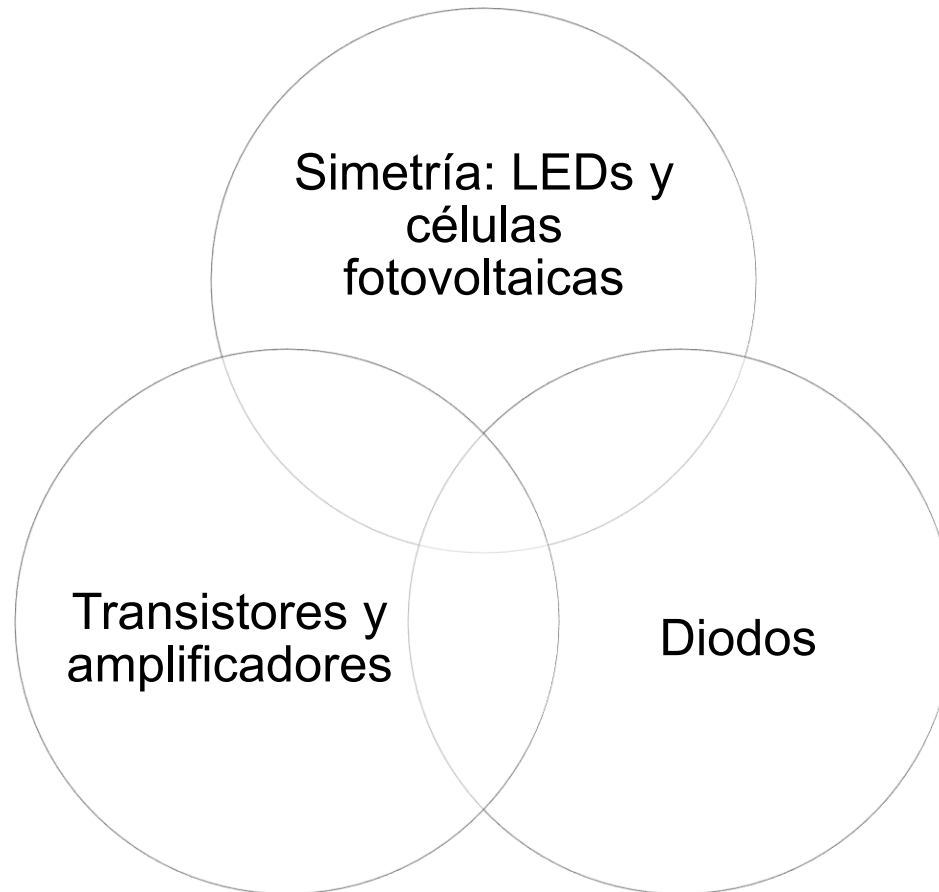 Simetría: LEDs y
células
fotovoltaicas
Transistores y
amplificadores
Diodos